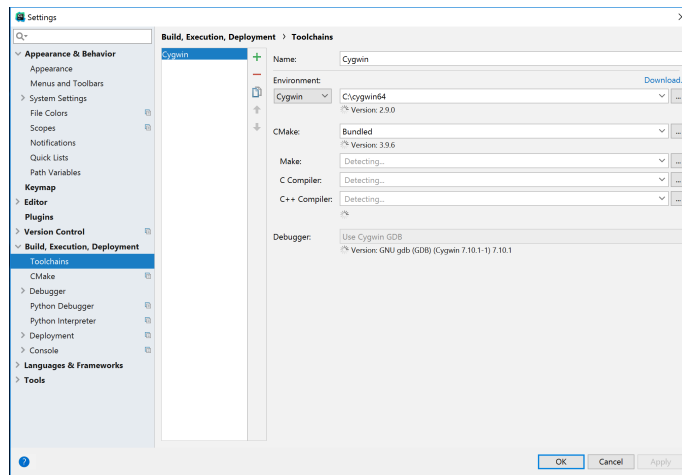 Settings
Build, Execution, Deployment > Toolchains
Appearance & Behavior
Appearance
Menus and Toolbars
System Settings
File Colors
Scopes
Notifications
Quick Lists
Path Variables
Keymap
Editor
Plugins
Version Control
Build, Execution, Deployment
Toolchains
CMake
Debugger
Python Debugger
Python Interpreter
Deployment
Console
Languages & Frameworks
Tools
Cygwin
Name: Cygwin
Environment: Download.
Cygwin C:\cygwin64 ...
Version: 2.9.0
CMake: Bundled ...
Version: 3.9.6
Make: Detecting... ...
C Compiler: Detecting... ...
C++ Compiler: Detecting... ...
Debugger: Use Cygwin GDB
Version: GNU gdb (GDB) (Cygwin 7.10.1-1) 7.10.1
? OK Cancel Apply